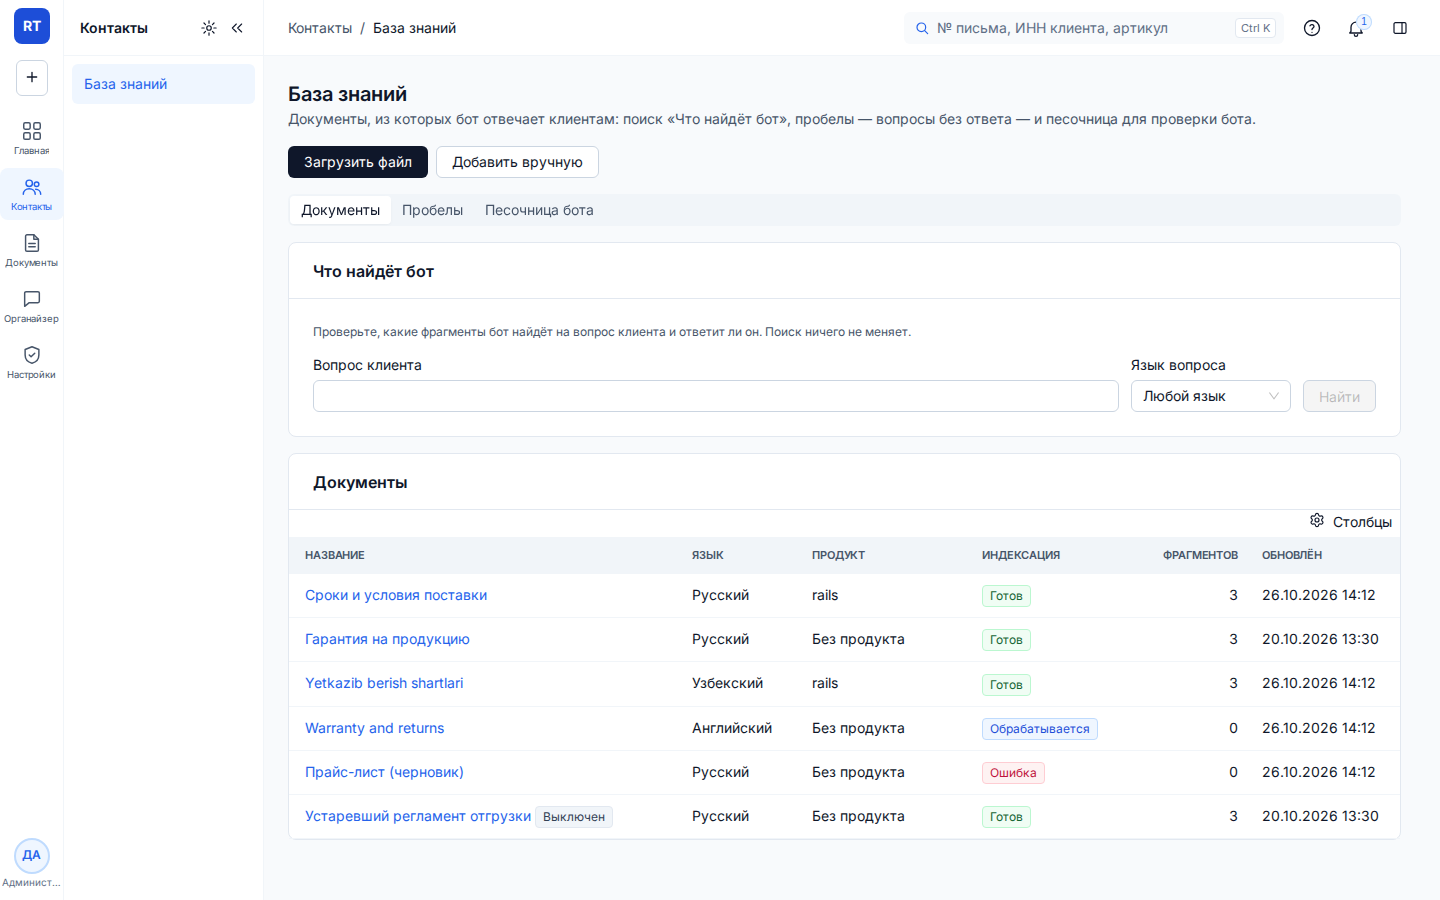 RT
Контакты
Контакты / База знаний
№ письма, ИНН клиента, артикул
Ctrl K
1
База знаний
Главная
Контакты
Документы
Органайзер
Настройки
ДА
Админист...
База знаний
Документы, из которых бот отвечает клиентам: поиск «Что найдёт бот», пробелы — вопросы без ответа — и песочница для проверки бота.
Загрузить файл
Добавить вручную
Документы
Пробелы
Песочница бота
Что найдёт бот
Проверьте, какие фрагменты бот найдёт на вопрос клиента и ответит ли он. Поиск ничего не меняет.
Вопрос клиента
Язык вопроса
Любой язык
Найти
Документы
Столбцы
НАЗВАНИЕ ЯЗЫК ПРОДУКТ ИНДЕКСАЦИЯ ФРАГМЕНТОВ ОБНОВЛЁН
Сроки и условия поставки Русский rails Готов 3 26.10.2026 14:12
Гарантия на продукцию Русский Без продукта Готов 3 20.10.2026 13:30
Yetkazib berish shartlari Узбекский rails Готов 3 26.10.2026 14:12
Warranty and returns Английский Без продукта Обрабатывается 0 26.10.2026 14:12
Прайс-лист (черновик) Русский Без продукта Ошибка 0 26.10.2026 14:12
Устаревший регламент отгрузки Выключен Русский Без продукта Готов 3 20.10.2026 13:30